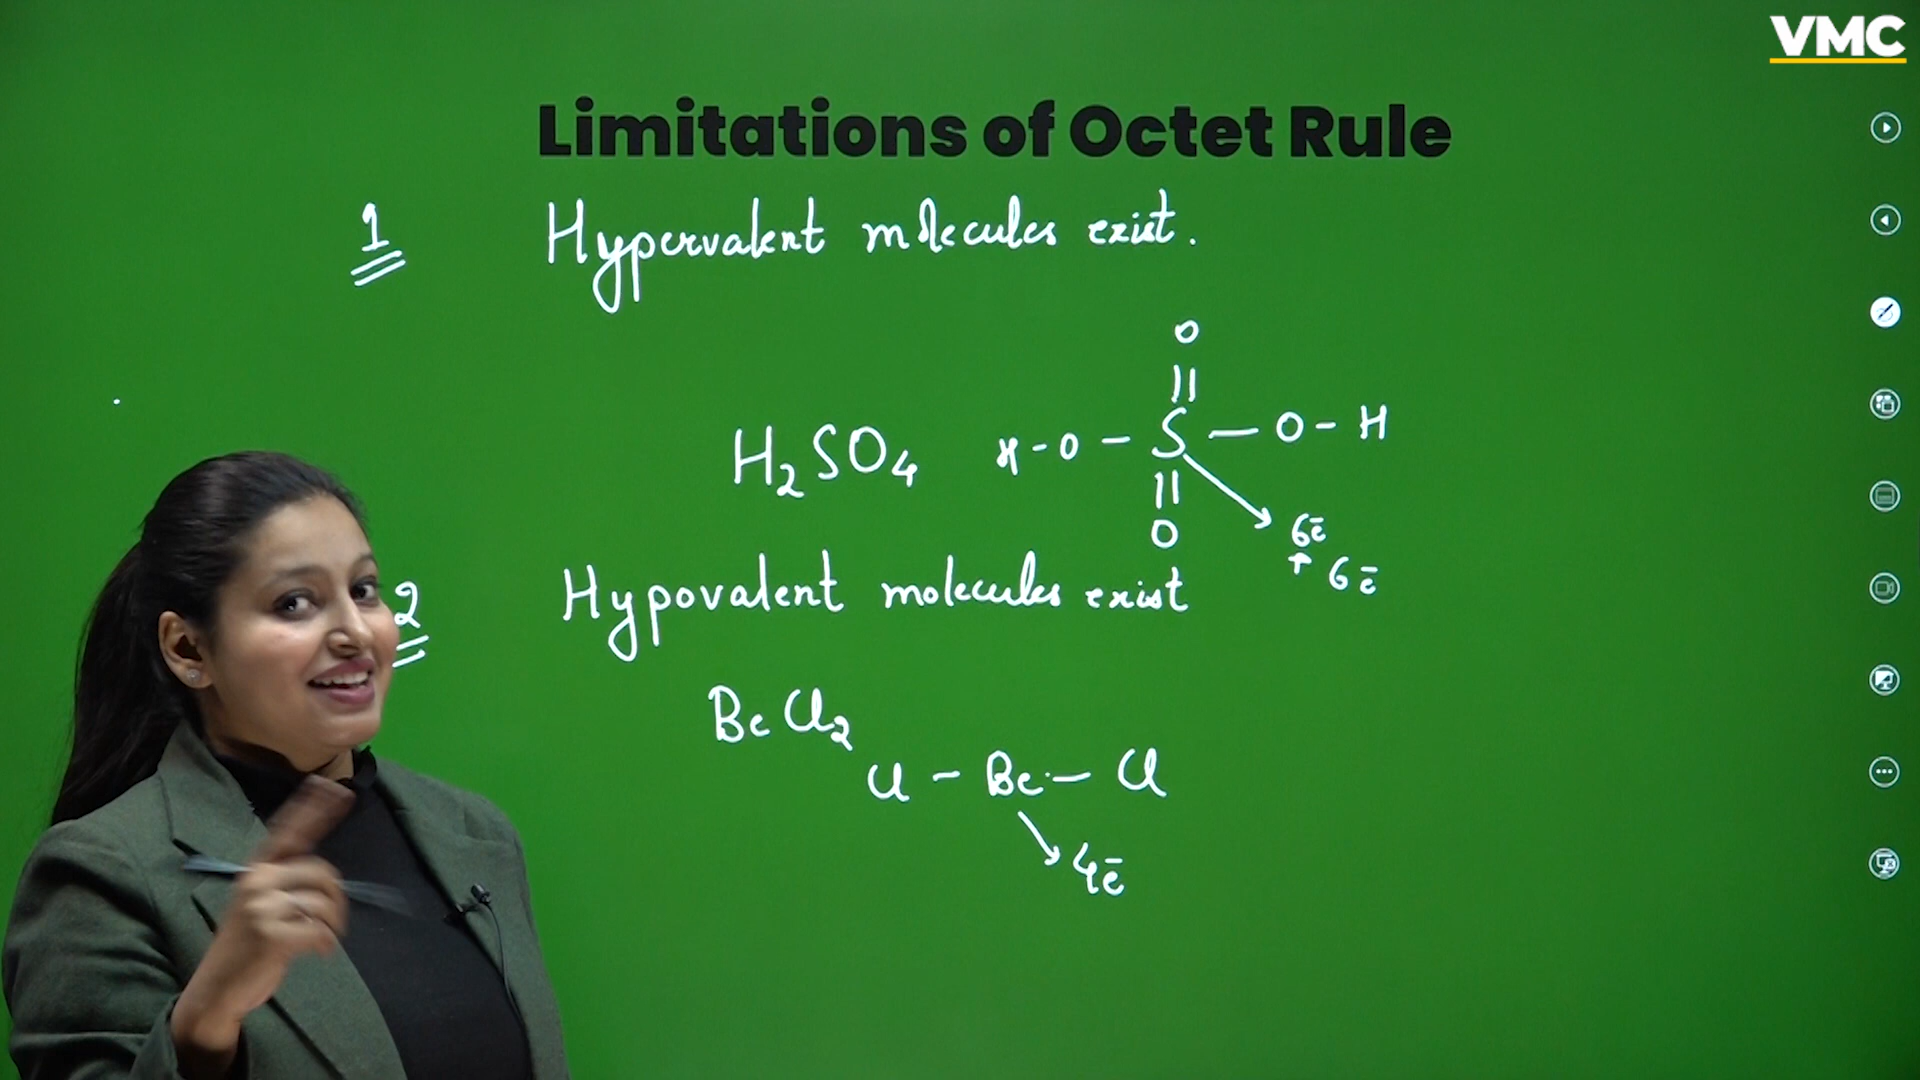 VMC
Limitations of Octet Rule
1 Hypervalent molecules exist.
O
||
H₂SO₄ H-O-S-O-H
||
O
6e̅
+ 6e̅
2 Hypovalent molecules exist
BeCl₂
Cl-Be-Cl
4e̅